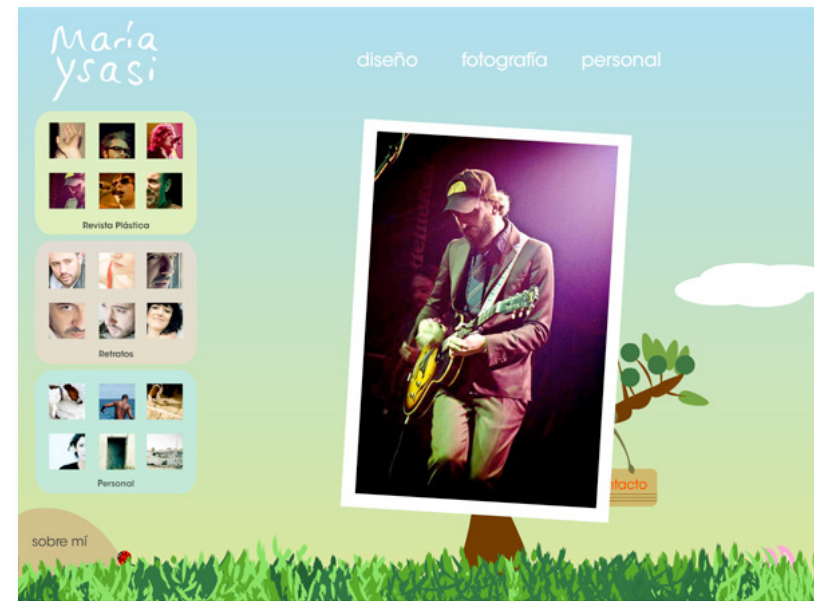 María
ysasi
diseño
fotografía
personal
Revista Plástica
Retratos
Personal
ntacto
sobre mí